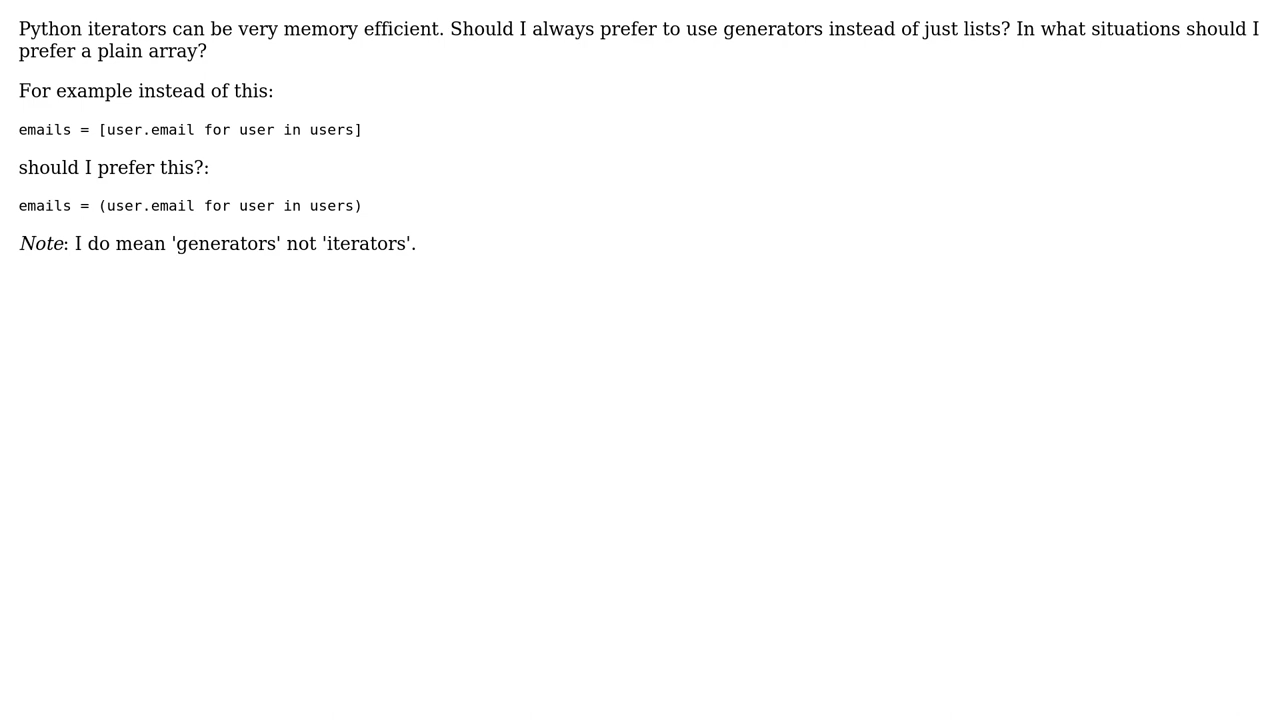 Python iterators can be very memory efficient. Should I always prefer to use generators instead of just lists? In what situations should I
prefer a plain array?
For example instead of this:
emails = [user.email for user in users]
should I prefer this?:
emails = (user.email for user in users)
Note: I do mean 'generators' not 'iterators'.